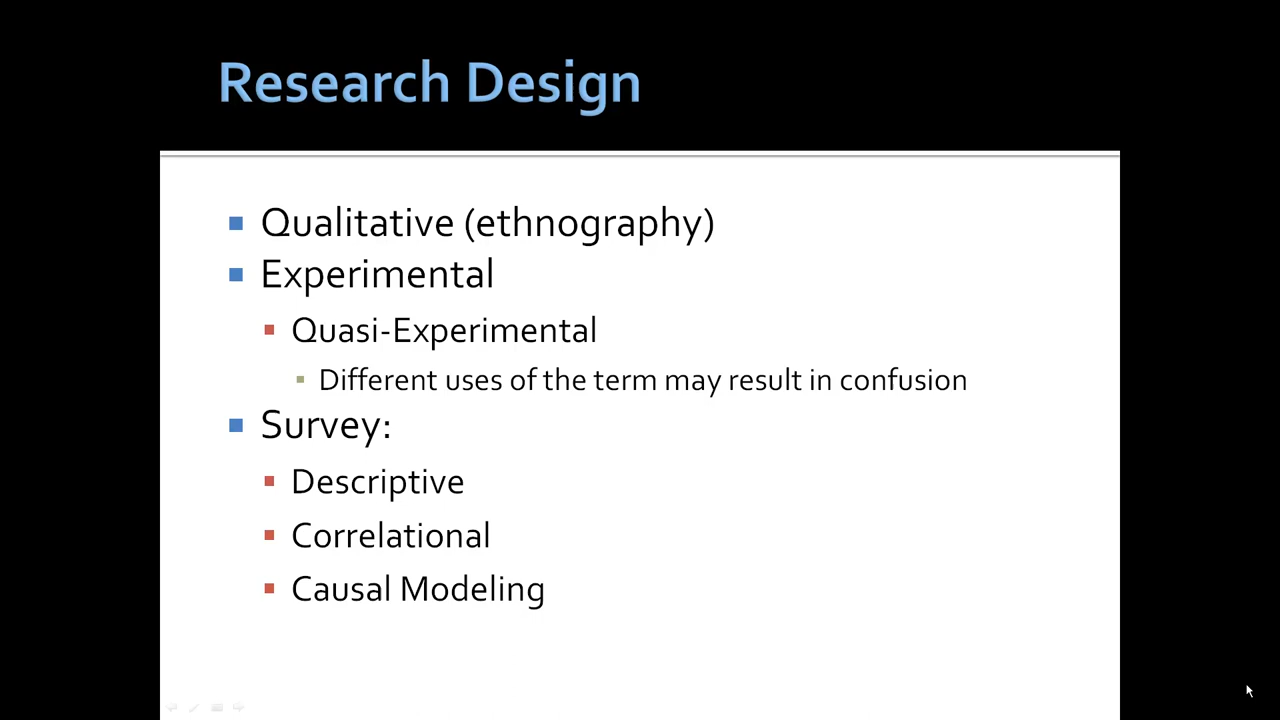 Research Design
Qualitative (ethnography)
Experimental
Quasi-Experimental
Different uses of the term may result in confusion
Survey:
Descriptive
Correlational
Causal Modeling